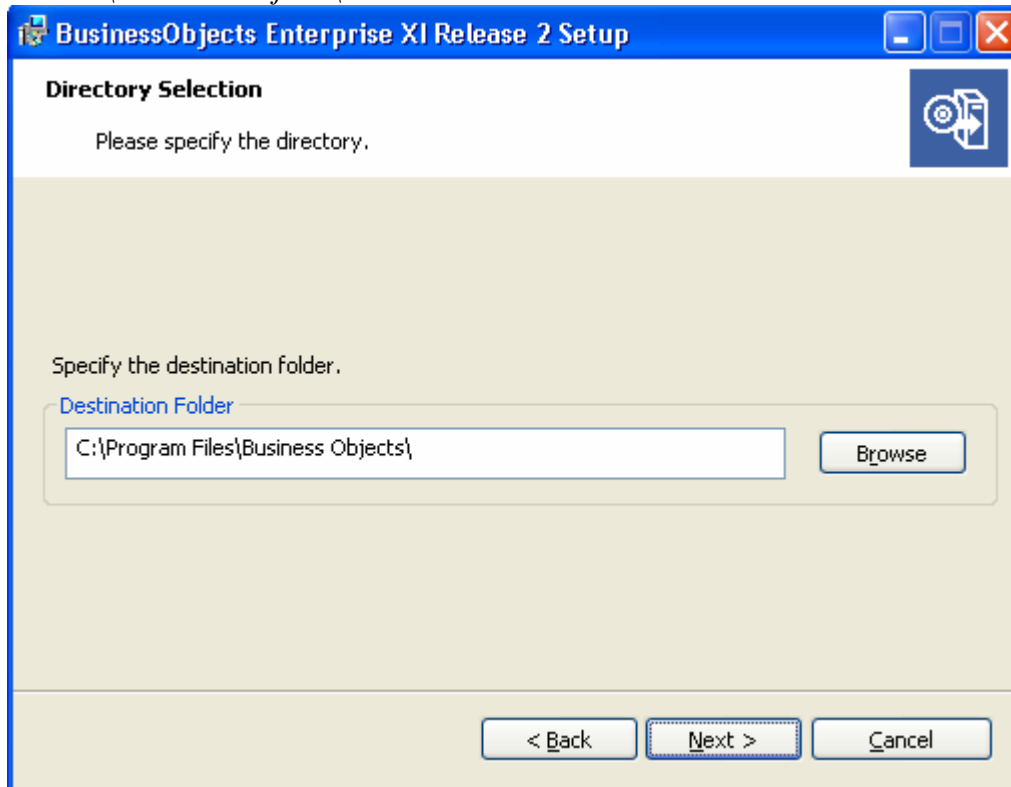 BusinessObjects Enterprise XI Release 2 Setup
Directory Selection
Please specify the directory.
Specify the destination folder.
Destination Folder
C:\Program Files\Business Objects\
Browse
< Back Next > Cancel